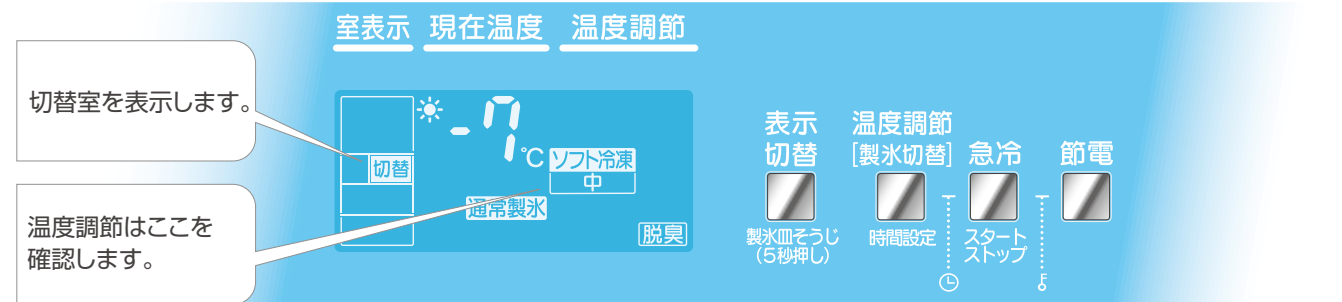 室表示 現在温度 温度調節
切替室を表示します。
切替
-7℃
ソフト冷凍
中
通常製氷
脱臭
温度調節はここを
確認します。
表示
切替
製氷皿そうじ
(5秒押し)
温度調節
[製氷切替]
時間設定
急冷
スタート
ストップ
節電